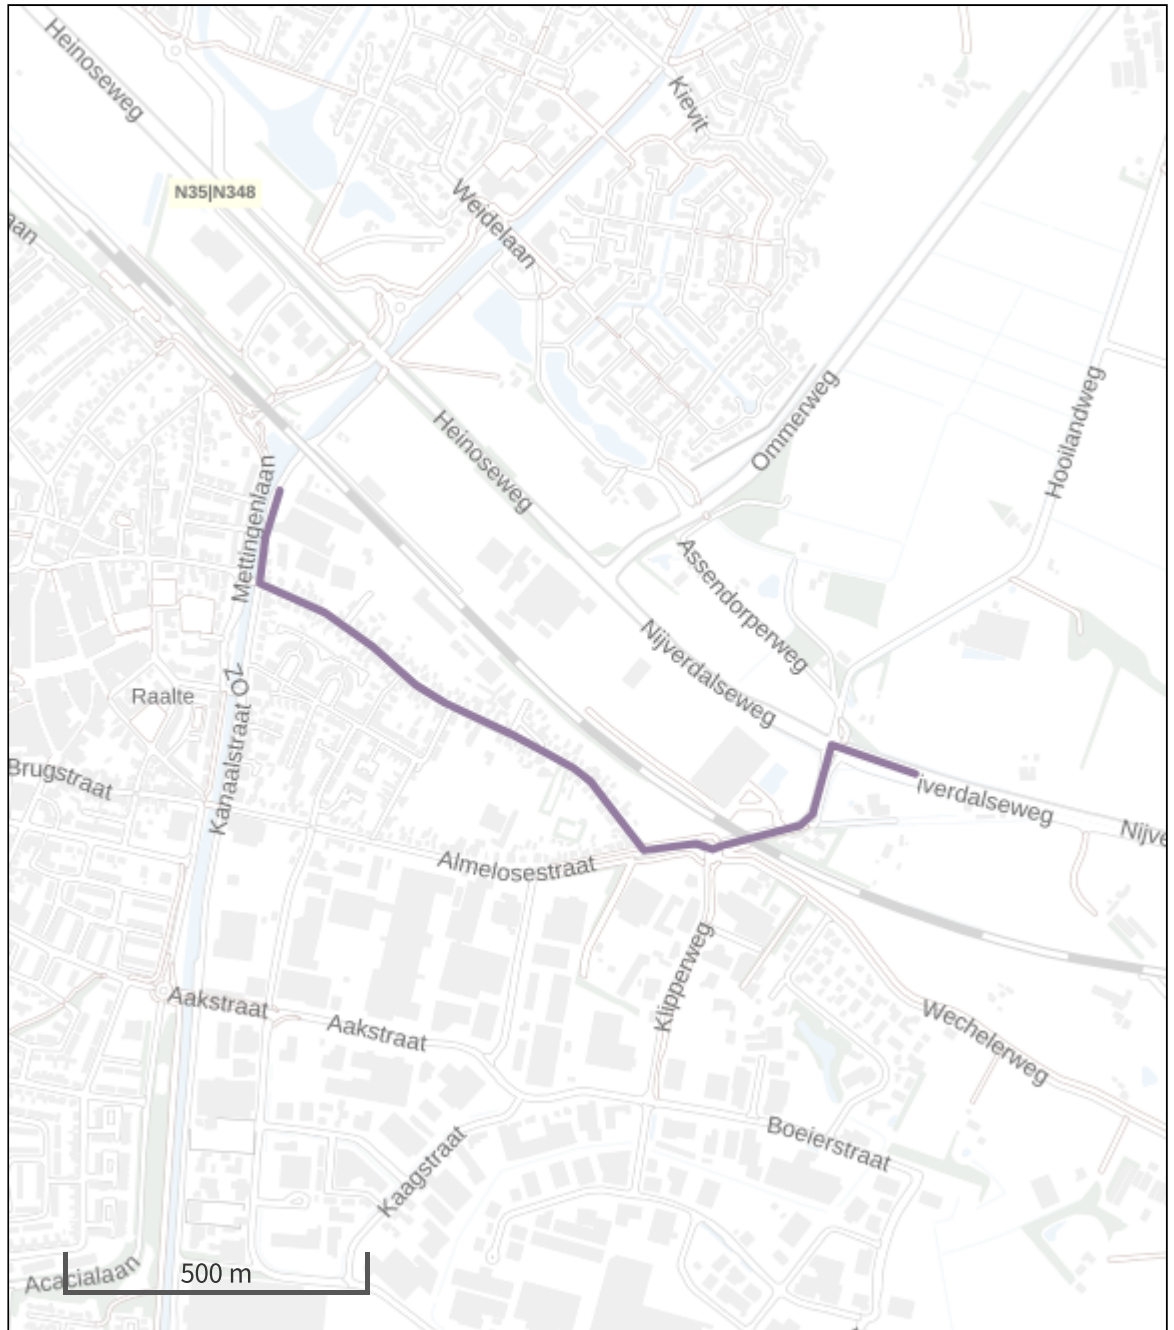 Heinoseweg
Kievit
N35|N348
Weidelaan
aan
Ommerweg
Hooilandweg
Heinoseweg
Mettingenlaan
Assendorperweg
Nijverdalseweg
Raalte
Kanaalstraat OZ
Brugstraat
iverdalseweg
Nijve
Almelosestraat
Klipperweg
Aakstraat
Aakstraat
Wechelerweg
Boeierstraat
Kaagstraat
Acacialaan
500 m